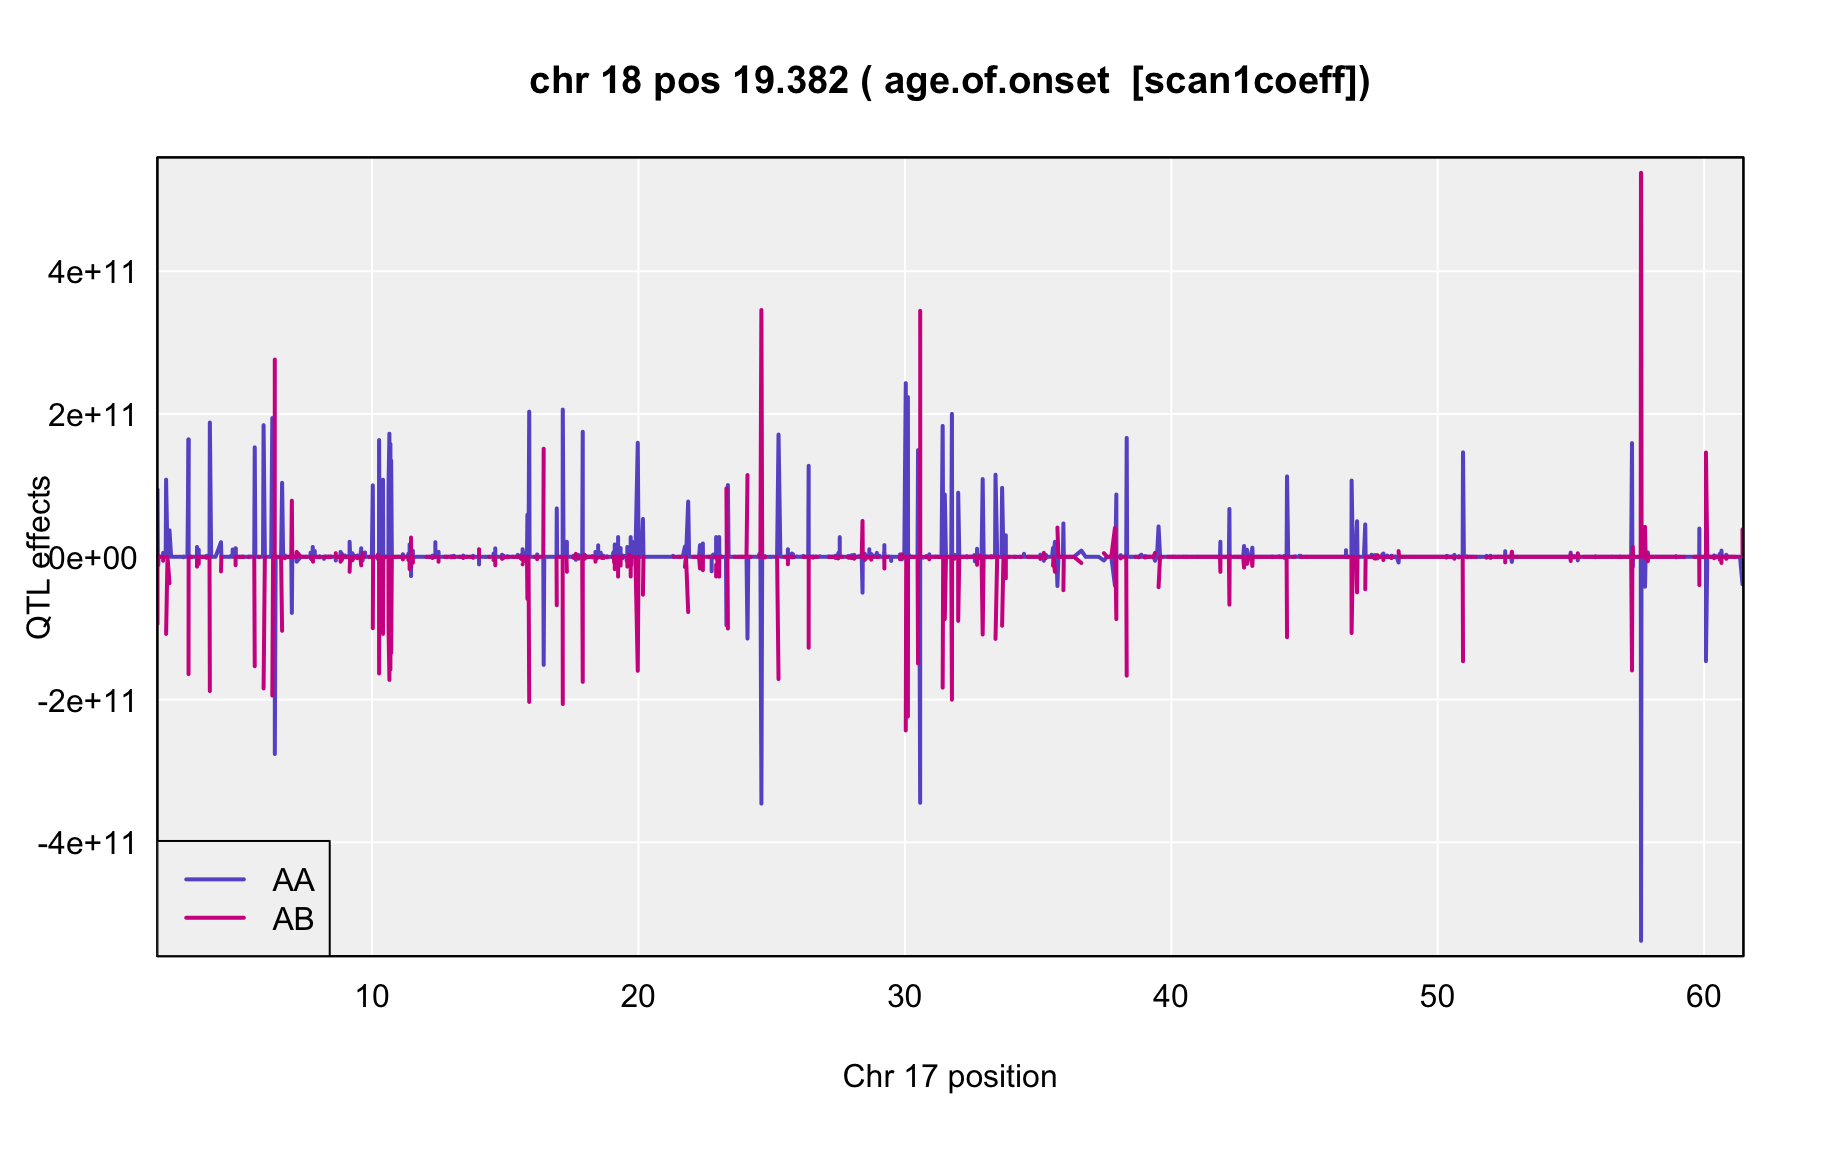 chr 18 pos 19.382 ( age.of.onset  [scan1coeff])
QTL effects
4e+11
2e+11
0e+00
-2e+11
-4e+11
AA
AB
10 20 30 40 50 60
Chr 17 position